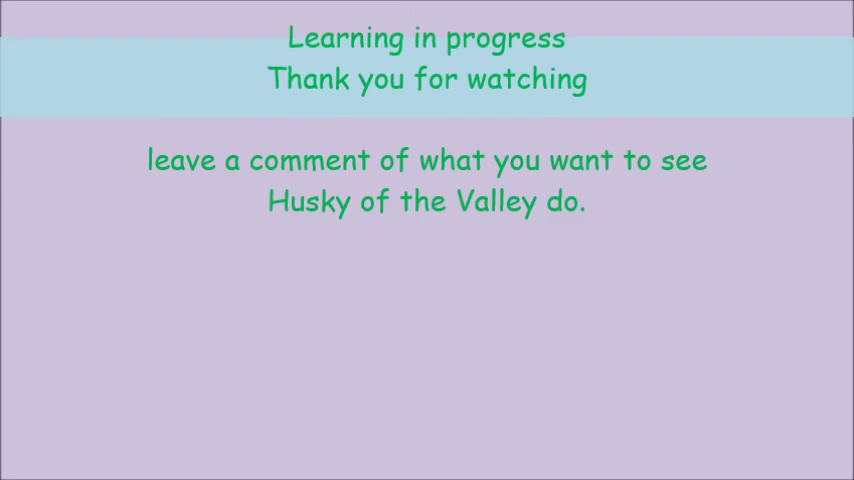 Learning in progress
Thank you for watching
leave a comment of what you want to see
Husky of the Valley do.